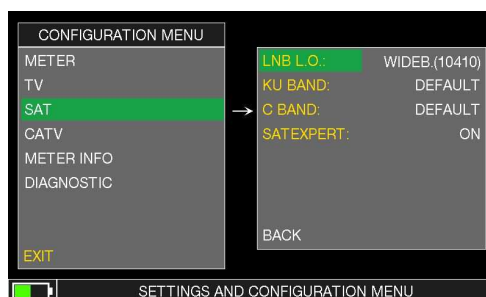 CONFIGURATION MENU
METER
TV
SAT
CATV
METER INFO
DIAGNOSTIC
EXIT
→
LNB L.O.: WIDEB.(10410)
KU BAND: DEFAULT
C BAND: DEFAULT
SATEXPERT: ON
BACK
SETTINGS AND CONFIGURATION MENU